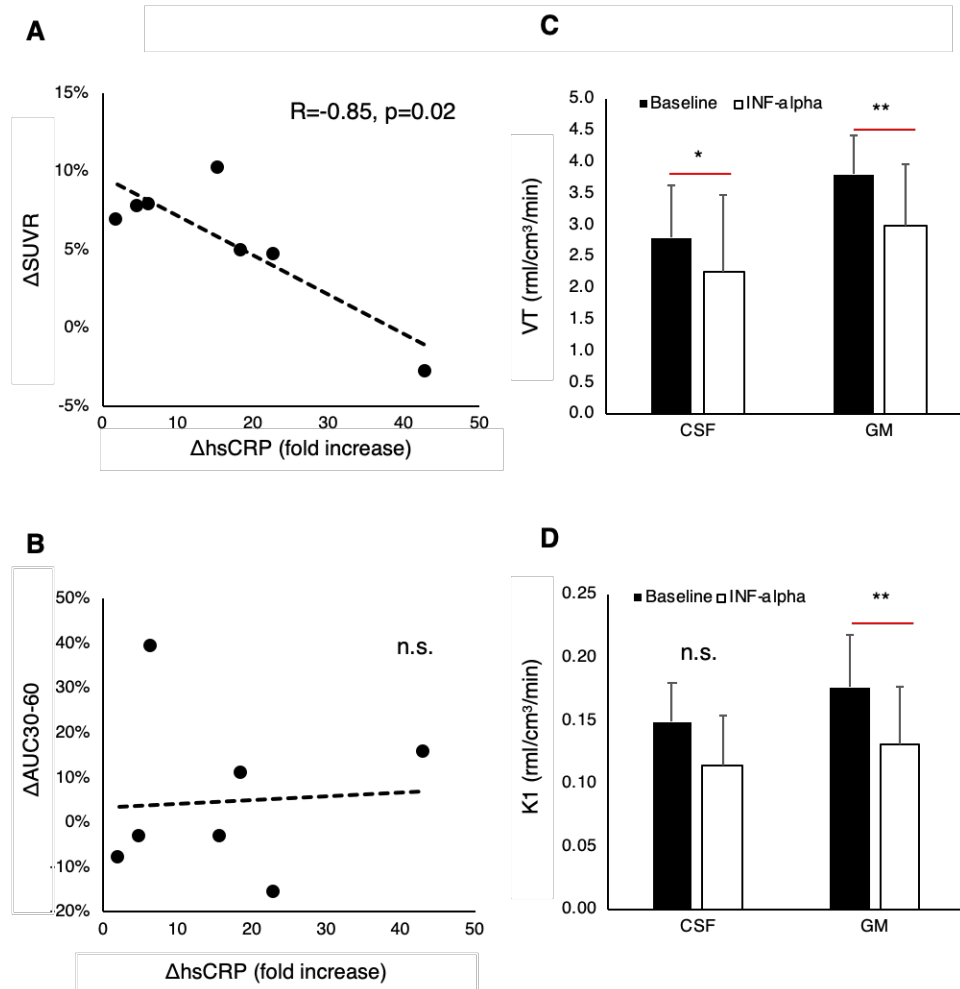 A
15%
10%
5%
0%
-5%
0 10 20 30 40 50
R=-0.85, p=0.02
ΔSUVR
ΔhsCRP (fold increase)
C
5.0
4.5
4.0
3.5
3.0
2.5
2.0
1.5
1.0
0.5
0.0
Baseline INF-alpha
*
**
VT (rml/cm³/min)
CSF GM
B
50%
40%
30%
20%
10%
0%
-10%
-20%
0 10 20 30 40 50
n.s.
ΔAUC30-60
ΔhsCRP (fold increase)
D
0.25
0.20
0.15
0.10
0.05
0.00
Baseline INF-alpha
n.s.
**
K1 (rml/cm³/min)
CSF GM